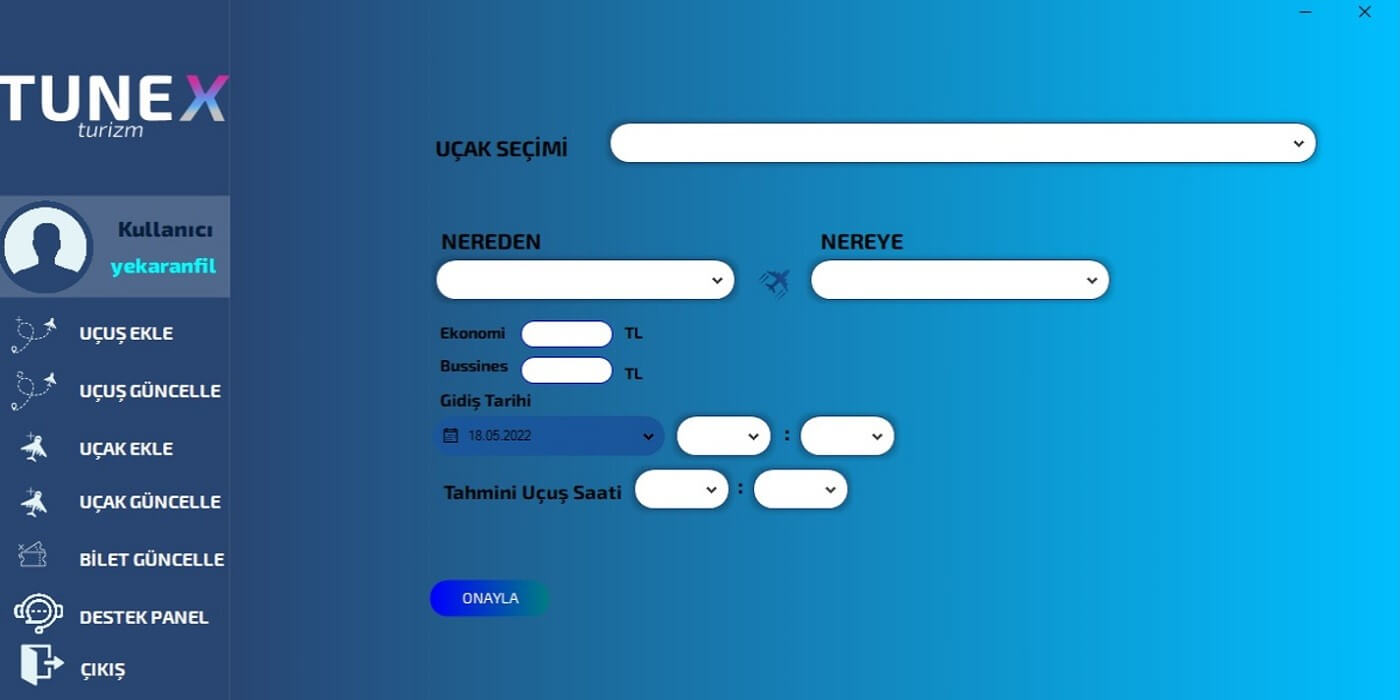 TUNEX
turizm
Kullanıcı
yekaranfil
UÇUŞ EKLE
UÇUŞ GÜNCELLE
UÇAK EKLE
UÇAK GÜNCELLE
BİLET GÜNCELLE
DESTEK PANEL
ÇIKIŞ
UÇAK SEÇİMİ
NEREDEN
NEREYE
Ekonomi TL
Bussines TL
Gidiş Tarihi
18.05.2022 :
Tahmini Uçuş Saati :
ONAYLA